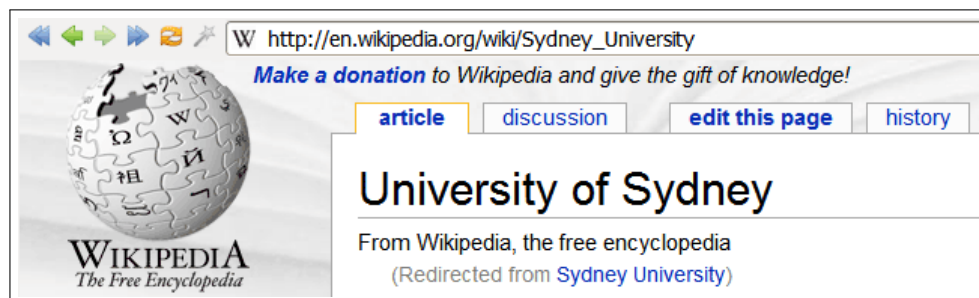 W http://en.wikipedia.org/wiki/Sydney_University
Make a donation to Wikipedia and give the gift of knowledge!
article discussion edit this page history
Ω W И 祖
University of Sydney
From Wikipedia, the free encyclopedia
(Redirected from Sydney University)
WIKIPEDIA
The Free Encyclopedia